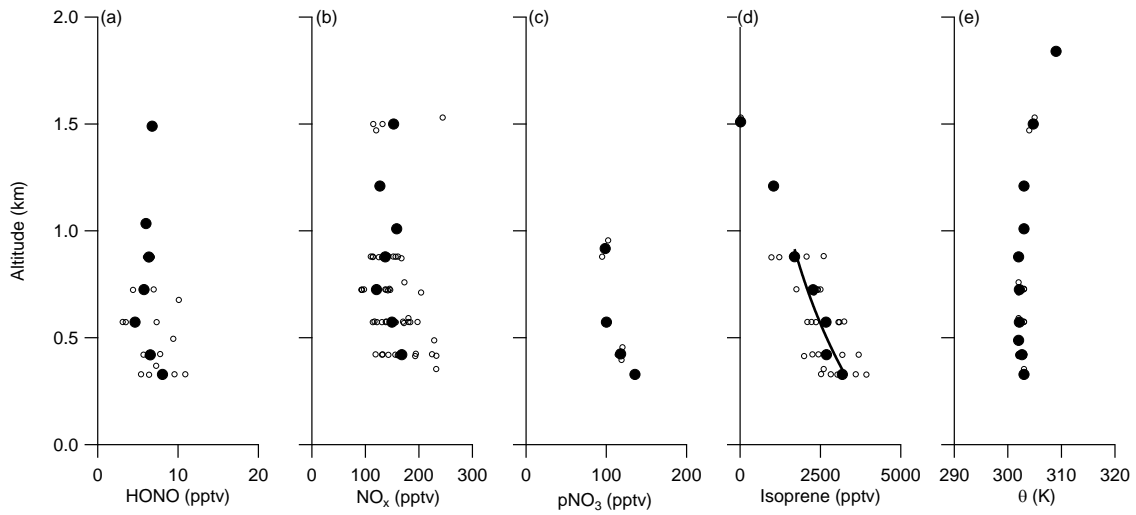 (a) (b) (c) (d) (e)
2.0
1.5
1.0
0.5
0.0
Altitude (km)
0 10 20
HONO (pptv)
0 100 200 300
NOx (pptv)
0 100 200
pNO3 (pptv)
0 2500 5000
Isoprene (pptv)
290 300 310 320
θ (K)